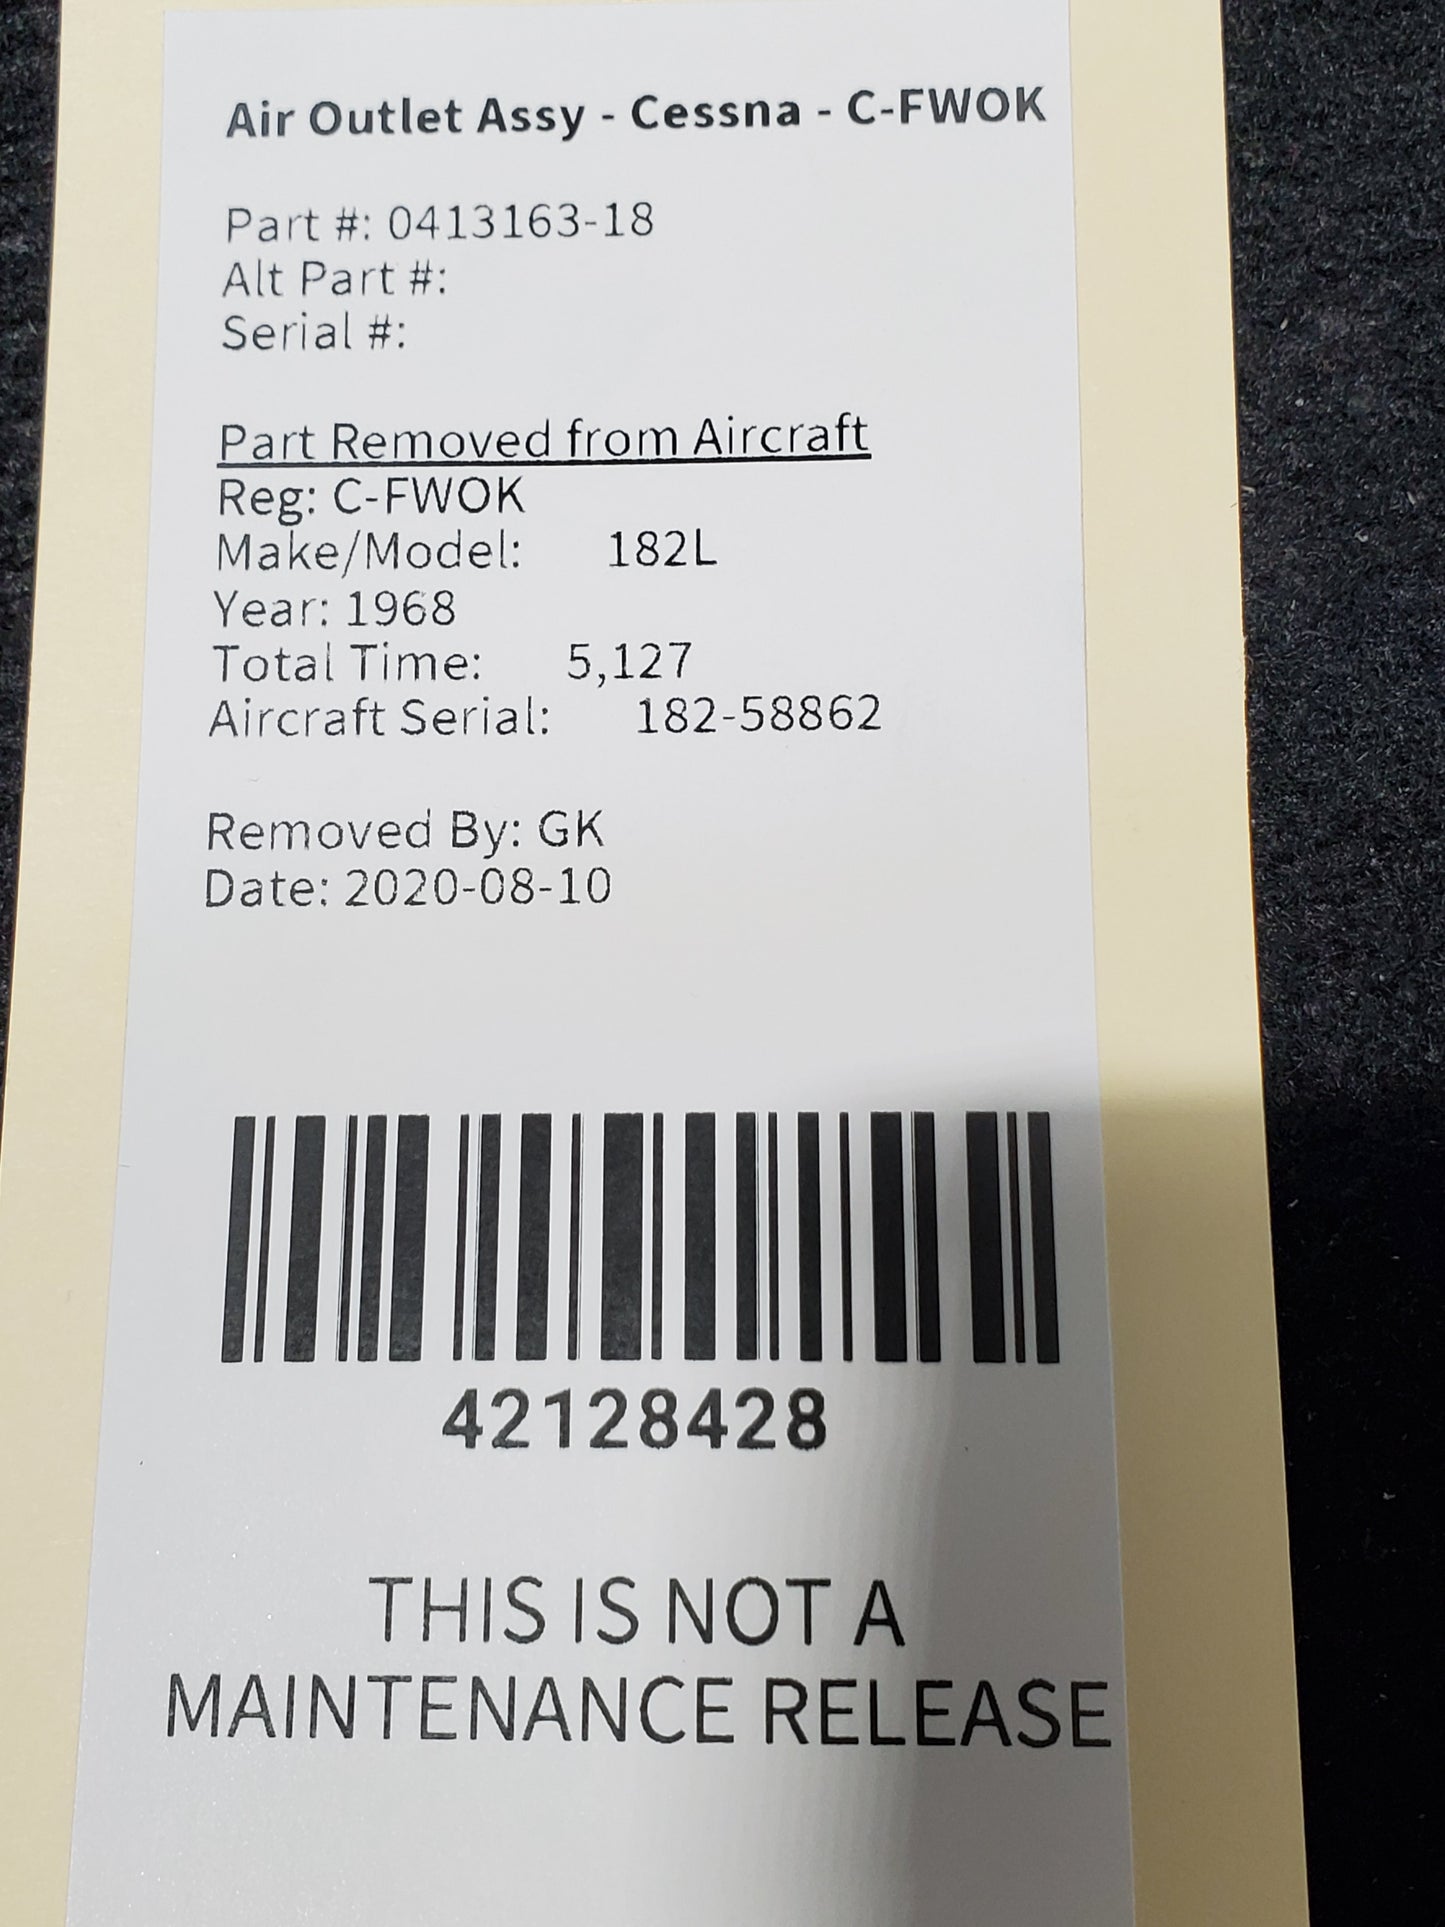 Air Outlet Assy - Cessna - C-FWOK
Part #: 0413163-18
Alt Part #:
Serial #:
Part Removed from Aircraft
Reg: C-FWOK
Make/Model: 182L
Year: 1968
Total Time: 5,127
Aircraft Serial: 182-58862
Removed By: GK
Date: 2020-08-10
42128428
THIS IS NOT A
MAINTENANCE RELEASE